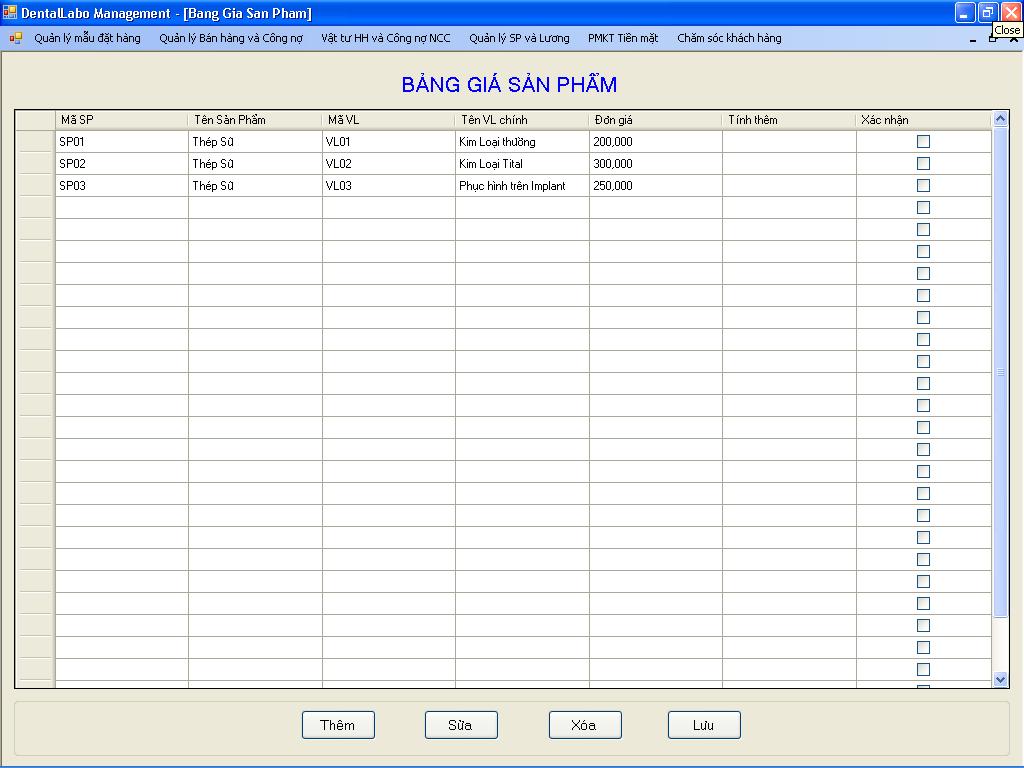 DentalLabo Management - [Bang Gia San Pham]
Close
Quản lý mẫu đặt hàng Quản lý Bán hàng và Công nợ Vật tư HH và Công nợ NCC Quản lý SP và Lương PMKT Tiền mặt Chăm sóc khách hàng
BẢNG GIÁ SẢN PHẨM
Mã SP Tên Sản Phẩm Mã VL Tên VL chính Đơn giá Tính thêm Xác nhận
SP01 Thép Sứ VL01 Kim Loại thường 200,000
SP02 Thép Sứ VL02 Kim Loại Tital 300,000
SP03 Thép Sứ VL03 Phục hình trên Implant 250,000
Thêm Sửa Xóa Lưu